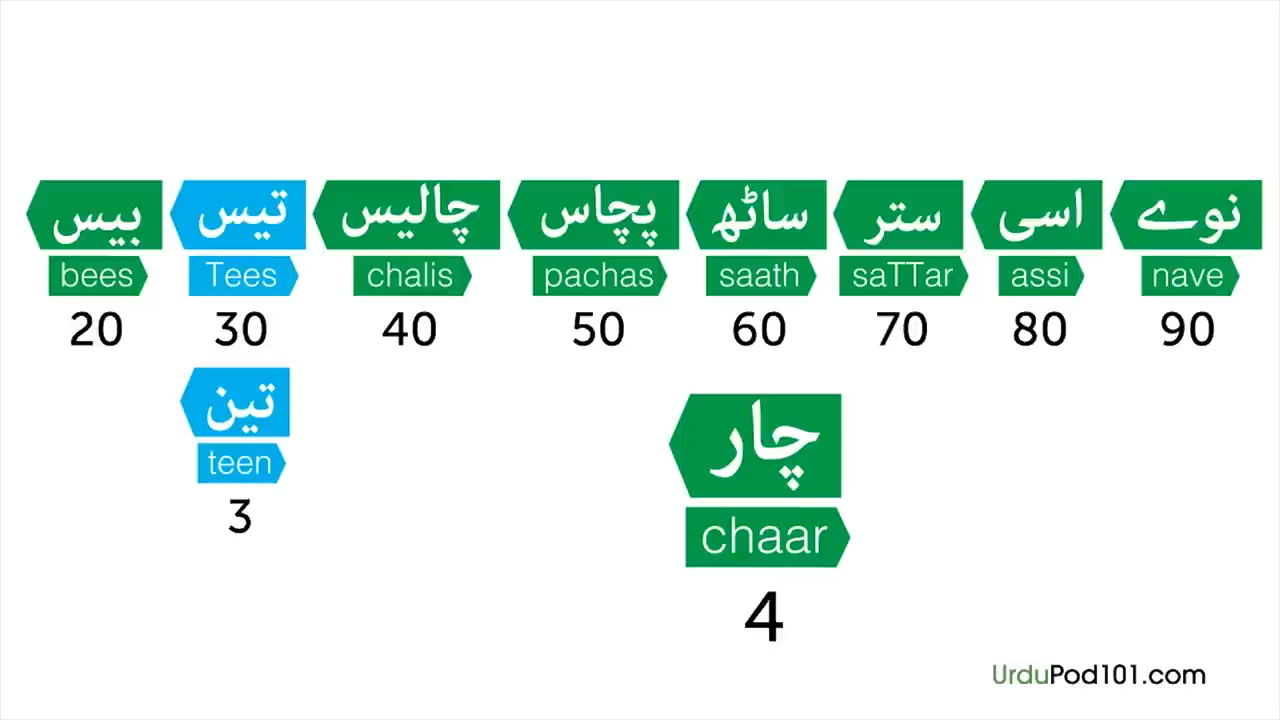 بیس تیس چالیس پچاس ساٹھ ستر اسی نوے
bees Tees chalis pachas saath saTTar assi nave
20 30 40 50 60 70 80 90
تین
teen
3
چار
chaar
4
UrduPod101.com